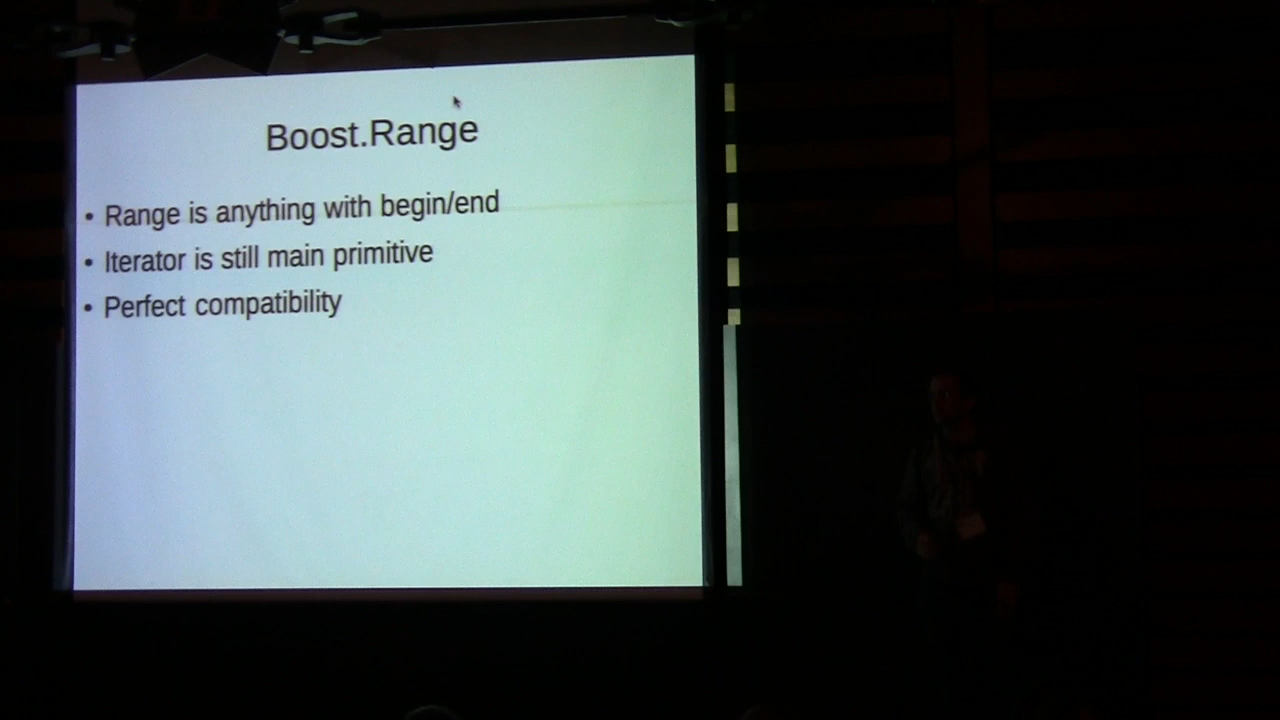 Boost.Range
• Range is anything with begin/end
• Iterator is still main primitive
• Perfect compatibility